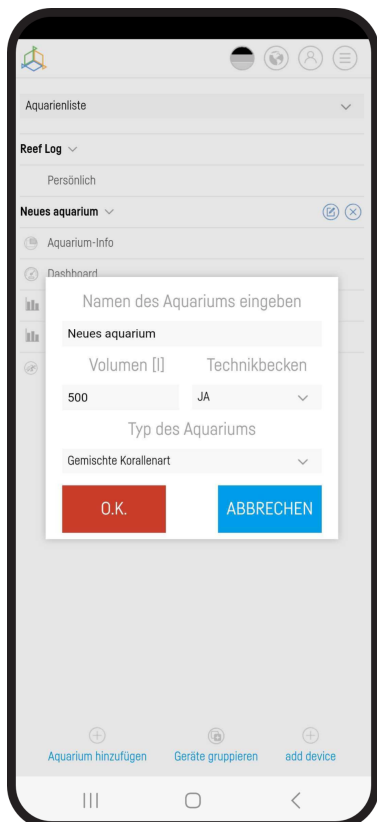 Aquarienliste
Reef Log
Persönlich
Neues aquarium
Aquarium-Info
Dashboard
Namen des Aquariums eingeben
Neues aquarium
Volumen [l] Technikbecken
500 JA
Typ des Aquariums
Gemischte Korallenart
O.K. ABBRECHEN
Aquarium hinzufügen Geräte gruppieren add device